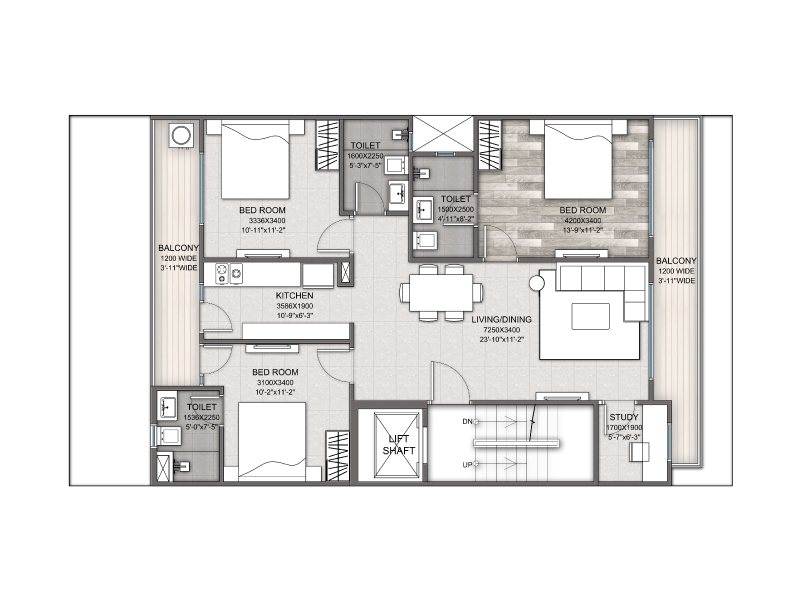 TOILET
1600X2250
5'-3"x7'-5"
TOILET
1500X2500
4'-11"x8'-2"
BED ROOM
3336X3400
10'-11"x11'-2"
BED ROOM
4200X3400
13'-9"x11'-2"
BALCONY
1200 WIDE
3'-11"WIDE
BALCONY
1200 WIDE
3'-11"WIDE
KITCHEN
3586X1900
10'-9"x6'-3"
LIVING/DINING
7250X3400
23'-10"x11'-2"
BED ROOM
3100X3400
10'-2"x11'-2"
TOILET
1536X2250
5'-0"x7'-5"
LIFT
SHAFT
DN
UP
STUDY
1700X1900
5'-7"x6'-3"